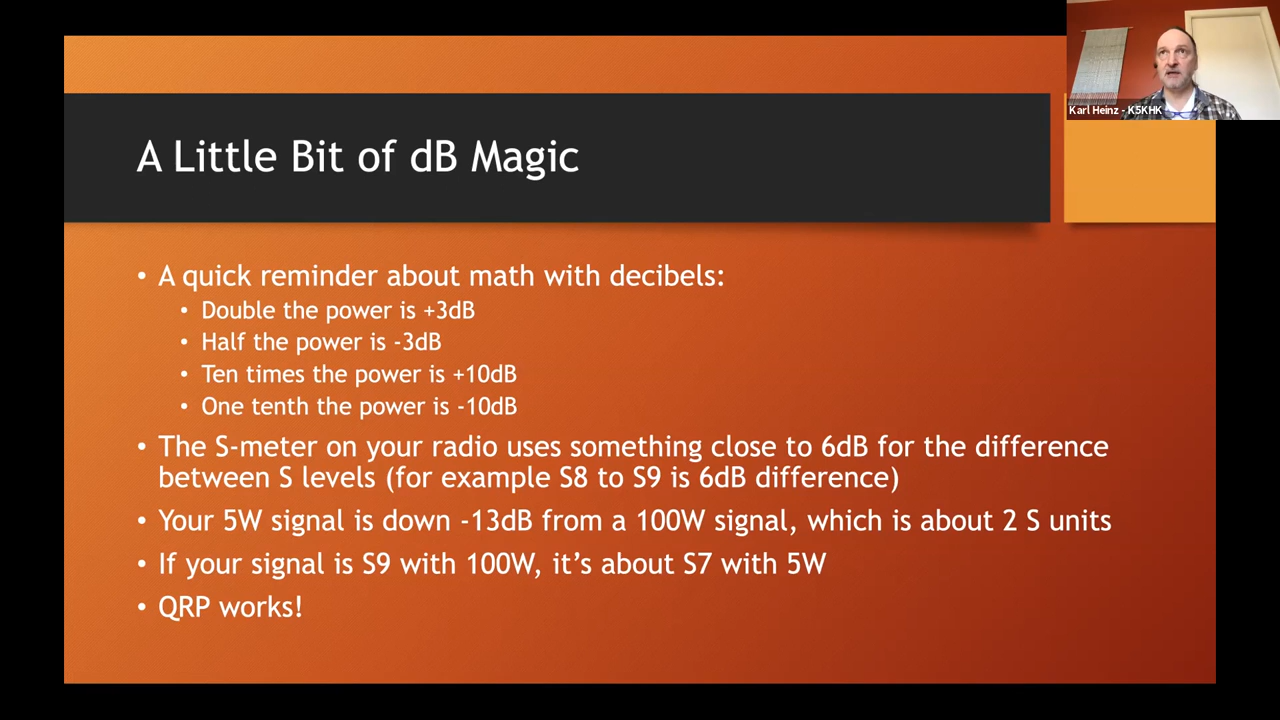 Karl Heinz - K5KHK
A Little Bit of dB Magic
• A quick reminder about math with decibels:
• Double the power is +3dB
• Half the power is -3dB
• Ten times the power is +10dB
• One tenth the power is -10dB
• The S-meter on your radio uses something close to 6dB for the difference
between S levels (for example S8 to S9 is 6dB difference)
• Your 5W signal is down -13dB from a 100W signal, which is about 2 S units
• If your signal is S9 with 100W, it's about S7 with 5W
• QRP works!